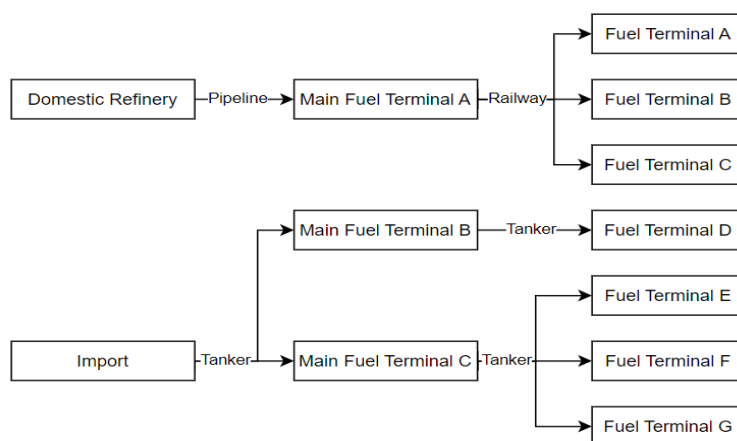 Fuel Terminal A
Domestic Refinery
Pipeline
Main Fuel Terminal A
Railway
Fuel Terminal B
Fuel Terminal C
Main Fuel Terminal B
Tanker
Fuel Terminal D
Fuel Terminal E
Import
Tanker
Main Fuel Terminal C
Tanker
Fuel Terminal F
Fuel Terminal G